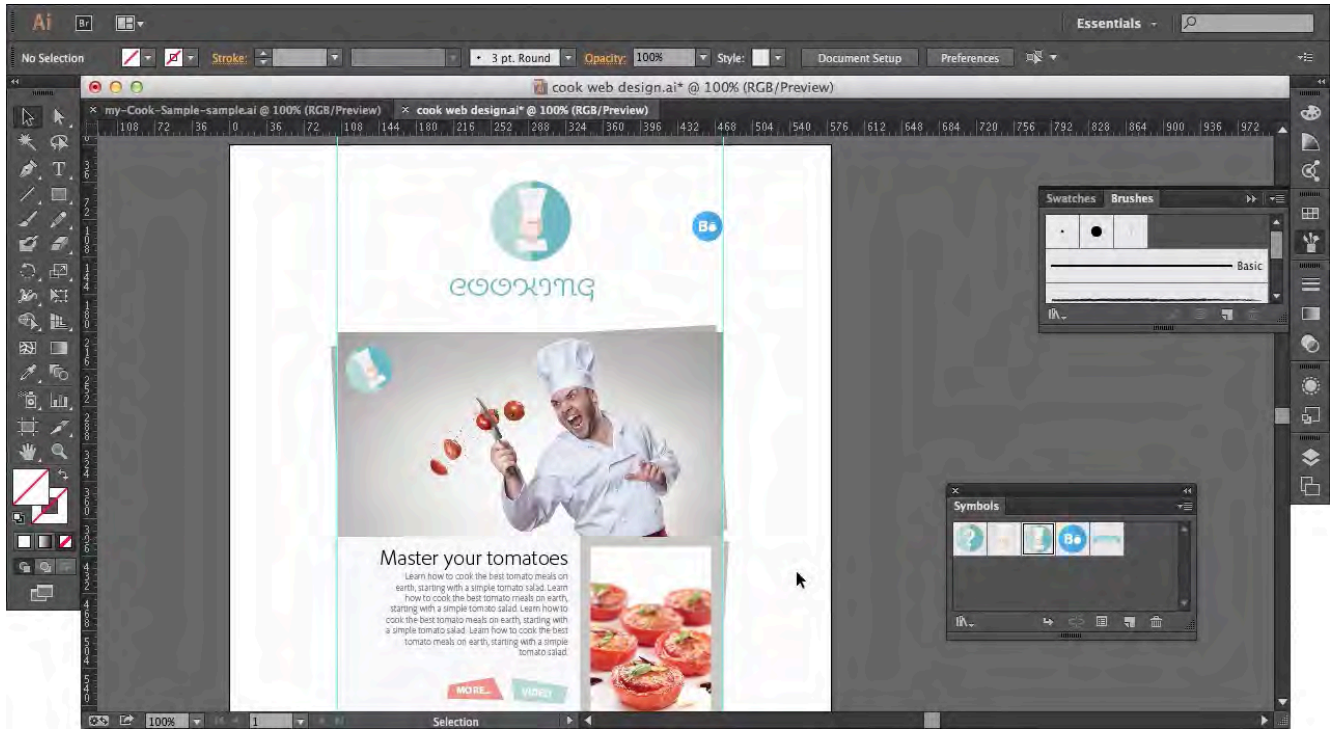 Ai Br Essentials
No Selection Stroke: 3 pt. Round Opacity: 100% Style: Document Setup Preferences
cook web design.ai* @ 100% (RGB/Preview)
× my-Cook-Sample-sample.ai @ 100% (RGB/Preview) × cook web design.ai* @ 100% (RGB/Preview)
108 72 36 0 36 72 108 144 180 216 252 288 324 360 396 432 468 504 540 576 612 648 684 720 756 792 828 864 900 936 972
Swatches Brushes
Bē
Basic
COOKING
Symbols
Bē
Master your tomatoes
Learn how to cook the best tomato meals on
earth, starting with a simple tomato salad. Learn
how to cook the best tomato meals on earth,
starting with a simple tomato salad. Learn how to
cook the best tomato meals on earth, starting with
a simple tomato salad. Learn how to cook the best
tomato meals on earth, starting with a simple
tomato salad.
MORE... VIDEO
100% 1 Selection